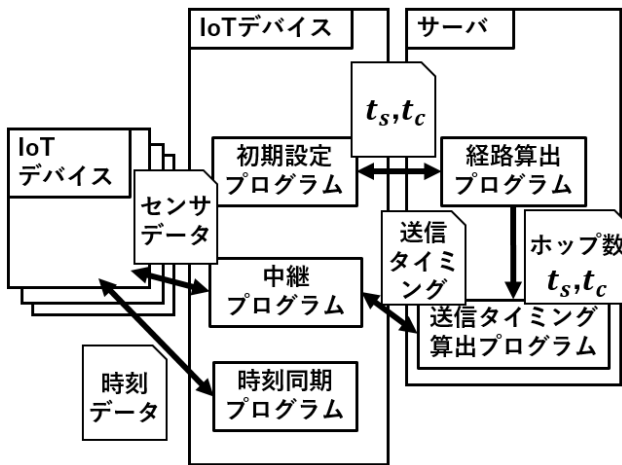 IoTデバイス
サーバ
t_s,t_c
IoT
デバイス
初期設定
プログラム
経路算出
プログラム
センサ
データ
送信
タイミ
ング
ホップ数
t_s,t_c
中継
プログラム
送信タイミング
算出プログラム
時刻
データ
時刻同期
プログラム